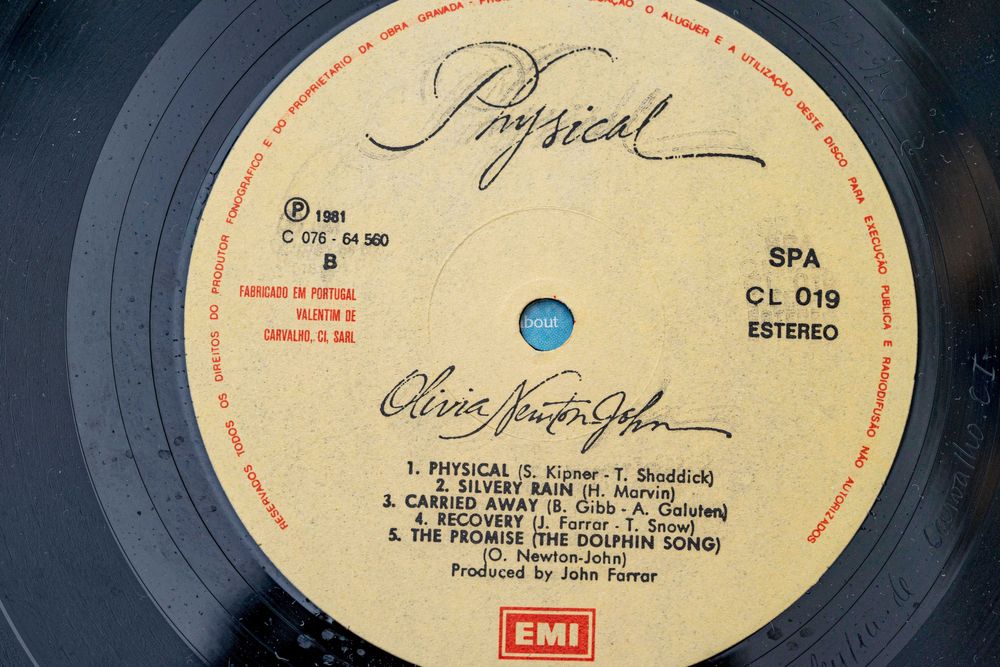 RESERVADOS TODOS OS DIREITOS DO PRODUTOR FONOGRAFICO E DO PROPRIETARIO DA OBRA GRAVADA -
O ALUGUER E A UTILIZAÇÃO DESTE DISCO PARA EXECUÇÃO PUBLICA E RADIODIFUSÃO NÃO AUTORIZADOS
Physical
Ⓟ 1981
C 076 - 64 560
B
FABRICADO EM PORTUGAL
VALENTIM DE
CARVALHO, CI, SARL
SPA
CL 019
ESTEREO
bout
Olivia Newton-John
1. PHYSICAL (S. Kipner - T. Shaddick)
2. SILVERY RAIN (H. Marvin)
3. CARRIED AWAY (B. Gibb - A. Galuten)
4. RECOVERY (J. Farrar - T. Snow)
5. THE PROMISE (THE DOLPHIN SONG)
(O. Newton-John)
Produced by John Farrar
EMI